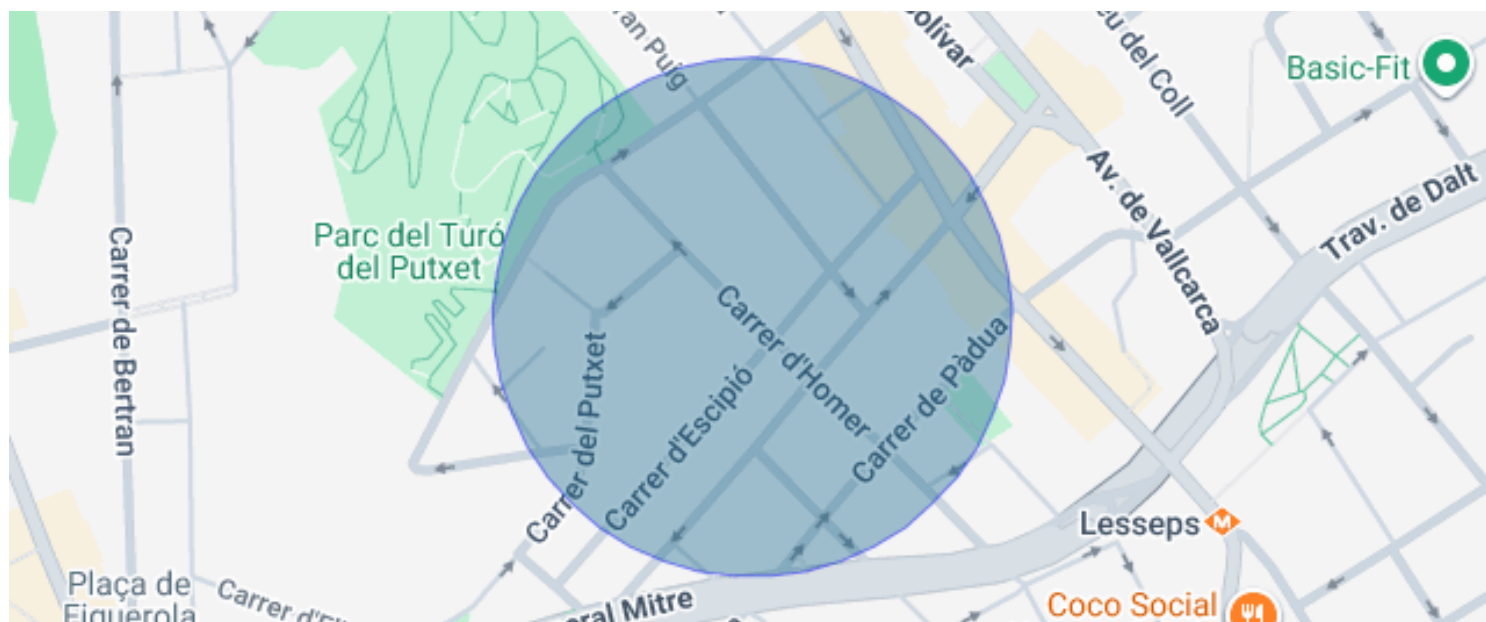 an Puig
olívar
eu del Coll
Basic-Fit
Av. de Vallcarca
Trav. de Dalt
Parc del Turó
del Putxet
Carrer de Bertran
Carrer d'Homer
Carrer de Pàdua
Carrer d'Escipió
Carrer del Putxet
Lesseps
M
Plaça de
Figuerola
Carrer d'E
eral Mitre
Coco Social